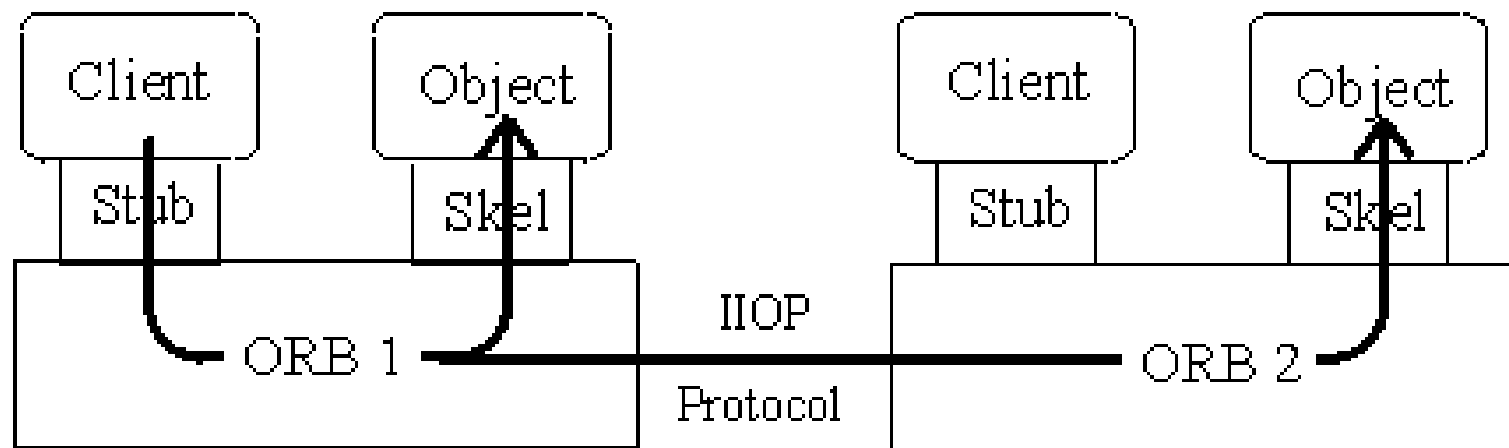 Client
Object
Client
Object
Stub
Skel
Stub
Skel
IIOP
ORB 1
ORB 2
Protocol